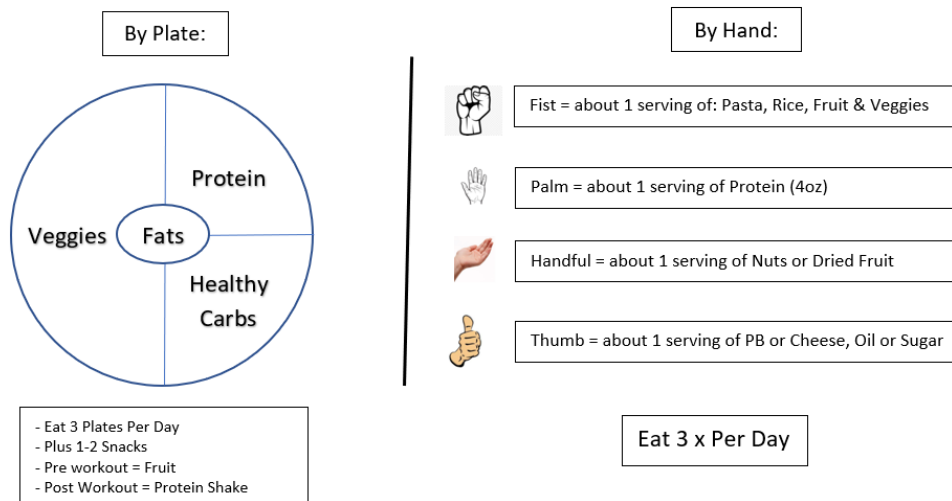 By Plate:
Protein
Veggies
Fats
Healthy
Carbs
- Eat 3 Plates Per Day
- Plus 1-2 Snacks
- Pre workout = Fruit
- Post Workout = Protein Shake
By Hand:
Fist = about 1 serving of: Pasta, Rice, Fruit & Veggies
Palm = about 1 serving of Protein (4oz)
Handful = about 1 serving of Nuts or Dried Fruit
Thumb = about 1 serving of PB or Cheese, Oil or Sugar
Eat 3 x Per Day